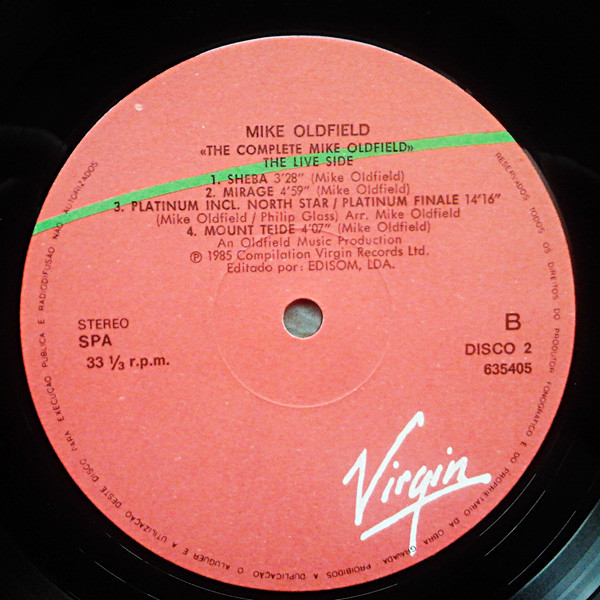 MIKE OLDFIELD
«THE COMPLETE MIKE OLDFIELD»
THE LIVE SIDE
1. SHEBA 3'28" (Mike Oldfield)
2. MIRAGE 4'59" (Mike Oldfield)
3. PLATINUM INCL. NORTH STAR / PLATINUM FINALE 14'16"
(Mike Oldfield / Philip Glass) Arr. Mike Oldfield
4. MOUNT TEIDE 4'07" (Mike Oldfield)
An Oldfield Music Production
℗ 1985 Compilation Virgin Records Ltd.
Editado por: EDISOM, LDA.
STEREO
SPA
33 ⅓ r.p.m.
B
DISCO 2
635405
Virgin
RESERVADOS TODOS OS DIREITOS DO PRODUTOR FONOGRÁFICO E DO PROPRIETÁRIO DA OBRA GRAVADA / PROIBIDOS A DUPLICAÇÃO O ALUGUER E A UTILIZAÇÃO DESTE DISCO PARA EXECUÇÃO PUBLICA E RADIODIFUSÃO NÃO AUTORIZADOS